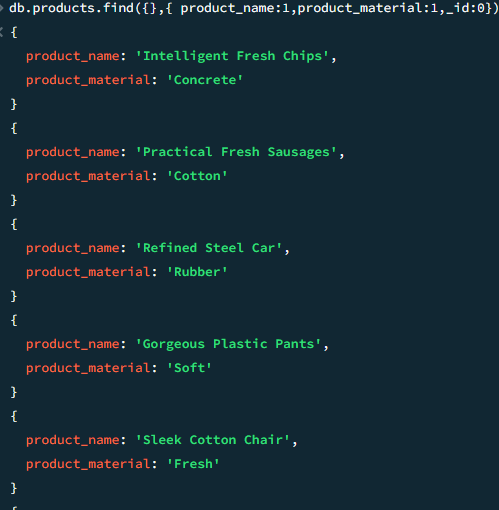 > db.products.find({},{ product_name:1,product_material:1,_id:0})
< {
product_name: 'Intelligent Fresh Chips',
product_material: 'Concrete'
}
{
product_name: 'Practical Fresh Sausages',
product_material: 'Cotton'
}
{
product_name: 'Refined Steel Car',
product_material: 'Rubber'
}
{
product_name: 'Gorgeous Plastic Pants',
product_material: 'Soft'
}
{
product_name: 'Sleek Cotton Chair',
product_material: 'Fresh'
}
{